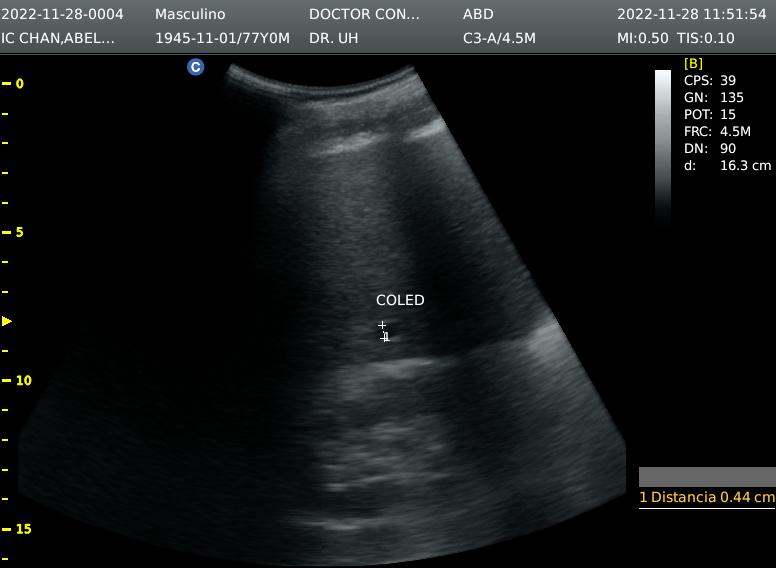 2022-11-28-0004 Masculino DOCTOR CON... ABD 2022-11-28 11:51:54
IC CHAN,ABEL... 1945-11-01/77Y0M DR. UH C3-A/4.5M MI:0.50 TIS:0.10
C
[B]
CPS: 39
GN: 135
POT: 15
FRC: 4.5M
DN: 90
d: 16.3 cm
0
5
10
15
COLED
1
1 Distancia 0.44 cm